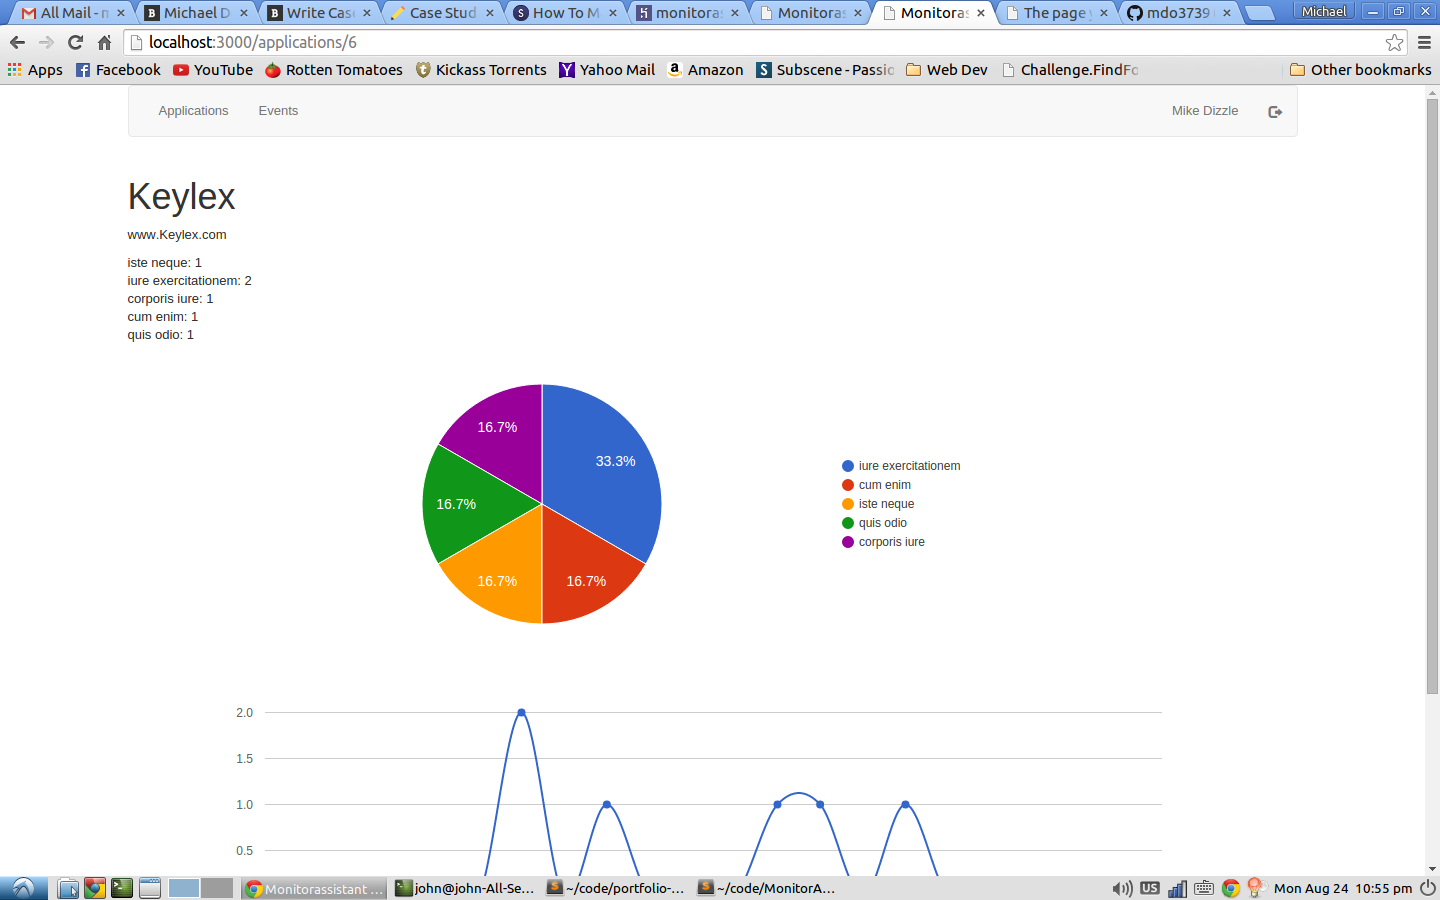 All Mail - n
Michael D
Write Cas
Case Stud
How To M
monitoras
Monitoras
Monitoras
The page y
mdo3739
Michael
localhost:3000/applications/6
Apps
Facebook
YouTube
Rotten Tomatoes
Kickass Torrents
Yahoo Mail
Amazon
Subscene - Passio
Web Dev
Challenge.FindFo
Other bookmarks
Applications
Events
Mike Dizzle
Keylex
www.Keylex.com
iste neque: 1
iure exercitationem: 2
corporis iure: 1
cum enim: 1
quis odio: 1
16.7%
33.3%
16.7%
16.7%
16.7%
iure exercitationem
cum enim
iste neque
quis odio
corporis iure
2.0
1.5
1.0
0.5
Monitorassistant ...
john@john-All-Se...
~/code/portfolio-...
~/code/MonitorA...
US
Mon Aug 24 10:55 pm